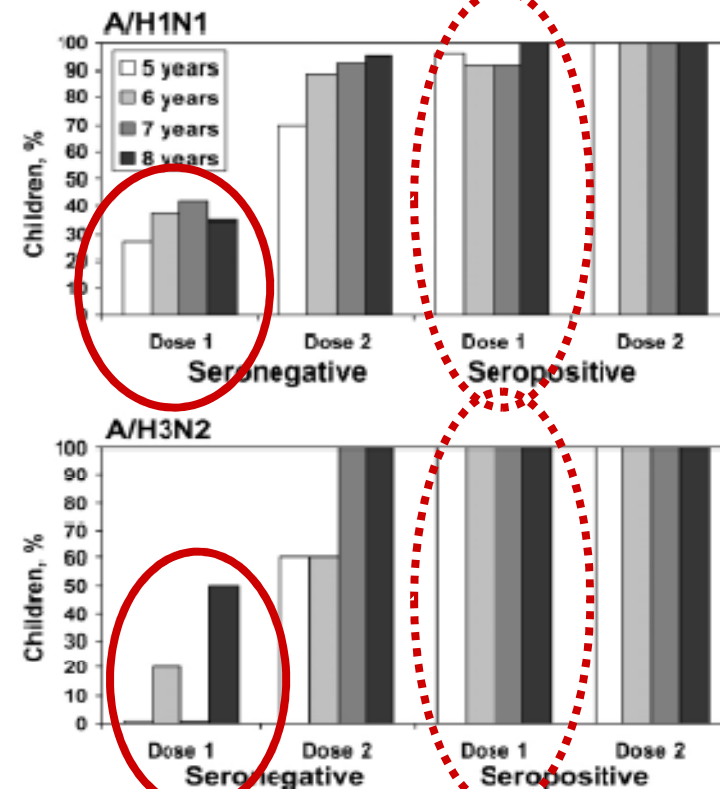 A/H1N1
100
90
80
70
60
50
40
30
20
10
0
Children, %
5 years
6 years
7 years
8 years
Dose 1
Dose 2
Dose 1
Dose 2
Seronegative
Seropositive
A/H3N2
100
90
80
70
60
50
40
30
20
10
0
Children, %
Dose 1
Dose 2
Dose 1
Dose 2
Seronegative
Seropositive